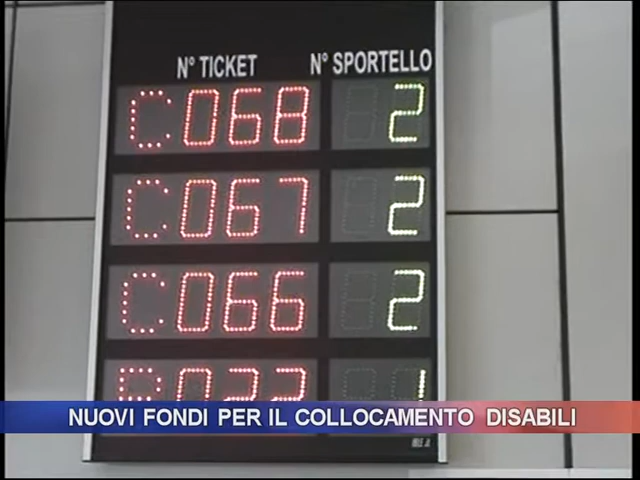 N° TICKET N° SPORTELLO
C068 2
C067 2
C066 2
1
NUOVI FONDI PER IL COLLOCAMENTO DISABILI